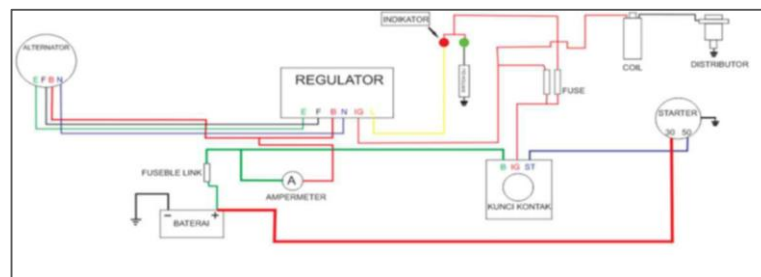 INDIKATOR
ALTERNATOR
E F B N
REGULATOR
E F B N IG L
COIL
DISTRIBUTOR
FUSE
STARTER
30 50
FUSEBLE LINK
A
AMPERMETER
B IG ST
KUNCI KONTAK
- +
BATERAI